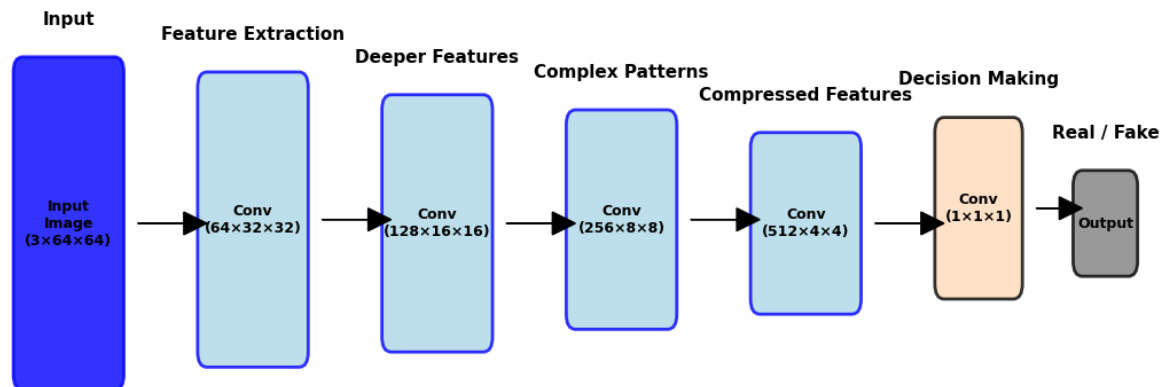 Input
Feature Extraction
Deeper Features
Complex Patterns
Compressed Features
Decision Making
Real / Fake
Input
Image
(3×64×64)
Conv
(64×32×32)
Conv
(128×16×16)
Conv
(256×8×8)
Conv
(512×4×4)
Conv
(1×1×1)
Output